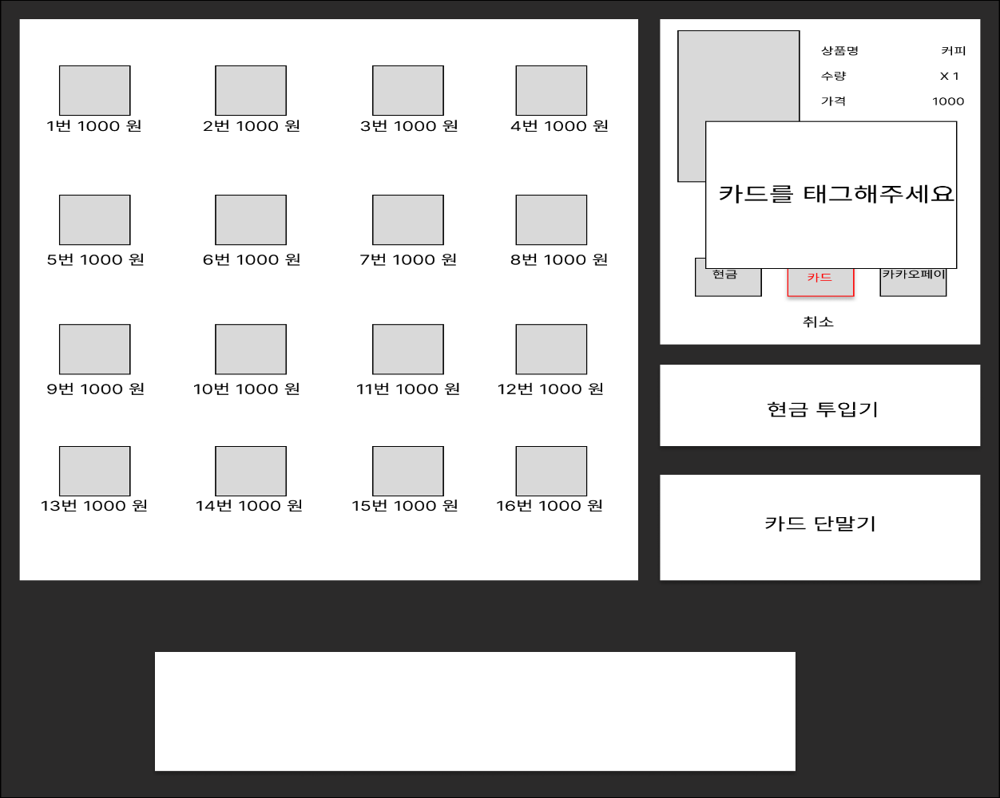 1번 1000 원
2번 1000 원
3번 1000 원
4번 1000 원
5번 1000 원
6번 1000 원
7번 1000 원
8번 1000 원
9번 1000 원
10번 1000 원
11번 1000 원
12번 1000 원
13번 1000 원
14번 1000 원
15번 1000 원
16번 1000 원
상품명 커피
수량 X 1
가격 1000
카드를 태그해주세요
현금
카드
카카오페이
취소
현금 투입기
카드 단말기